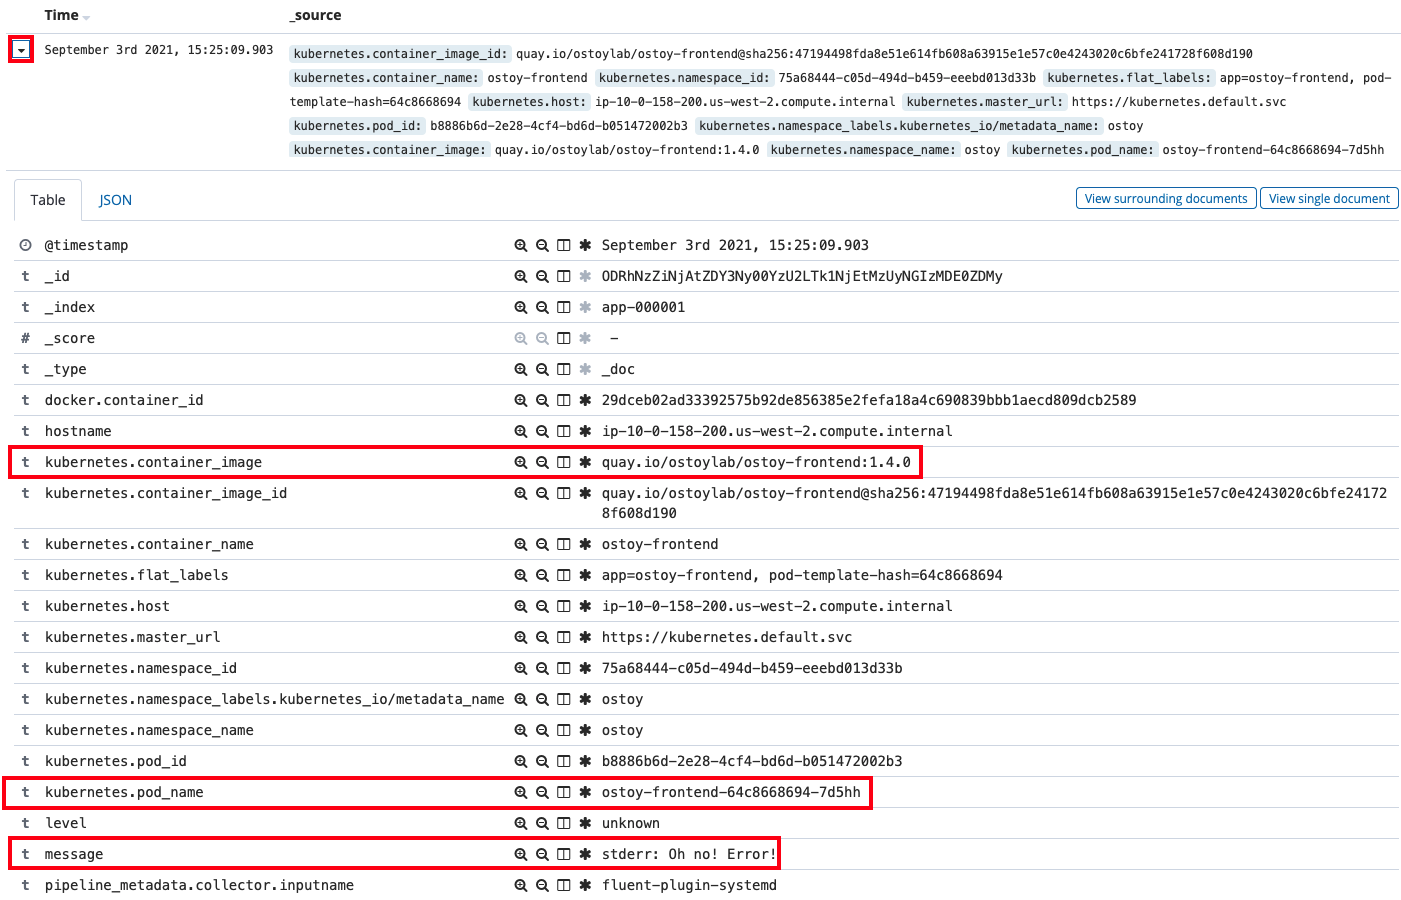 Time _source
September 3rd 2021, 15:25:09.903 kubernetes.container_image_id: quay.io/ostoylab/ostoy-frontend@sha256:47194498fda8e51e614fb608a63915e1e57c0e4243020c6bfe241728f608d190
kubernetes.container_name: ostoy-frontend kubernetes.namespace_id: 75a68444-c05d-494d-b459-eeebd013d33b kubernetes.flat_labels: app=ostoy-frontend, pod-
template-hash=64c8668694 kubernetes.host: ip-10-0-158-200.us-west-2.compute.internal kubernetes.master_url: https://kubernetes.default.svc
kubernetes.pod_id: b8886b6d-2e28-4cf4-bd6d-b051472002b3 kubernetes.namespace_labels.kubernetes_io/metadata_name: ostoy
kubernetes.container_image: quay.io/ostoylab/ostoy-frontend:1.4.0 kubernetes.namespace_name: ostoy kubernetes.pod_name: ostoy-frontend-64c8668694-7d5hh
Table JSON View surrounding documents View single document
@timestamp September 3rd 2021, 15:25:09.903
t _id ODRhNzZiNjAtZDY3Ny00YzU2LTk1NjEtMzUyNGIzMDE0ZDMy
t _index app-000001
# _score –
t _type _doc
t docker.container_id 29dceb02ad33392575b92de856385e2fefa18a4c690839bbb1aecd809dcb2589
t hostname ip-10-0-158-200.us-west-2.compute.internal
t kubernetes.container_image quay.io/ostoylab/ostoy-frontend:1.4.0
t kubernetes.container_image_id quay.io/ostoylab/ostoy-frontend@sha256:47194498fda8e51e614fb608a63915e1e57c0e4243020c6bfe241728
8f608d190
t kubernetes.container_name ostoy-frontend
t kubernetes.flat_labels app=ostoy-frontend, pod-template-hash=64c8668694
t kubernetes.host ip-10-0-158-200.us-west-2.compute.internal
t kubernetes.master_url https://kubernetes.default.svc
t kubernetes.namespace_id 75a68444-c05d-494d-b459-eeebd013d33b
t kubernetes.namespace_labels.kubernetes_io/metadata_name ostoy
t kubernetes.namespace_name ostoy
t kubernetes.pod_id b8886b6d-2e28-4cf4-bd6d-b051472002b3
t kubernetes.pod_name ostoy-frontend-64c8668694-7d5hh
t level unknown
t message stderr: Oh no! Error!
t pipeline_metadata.collector.inputname fluent-plugin-systemd